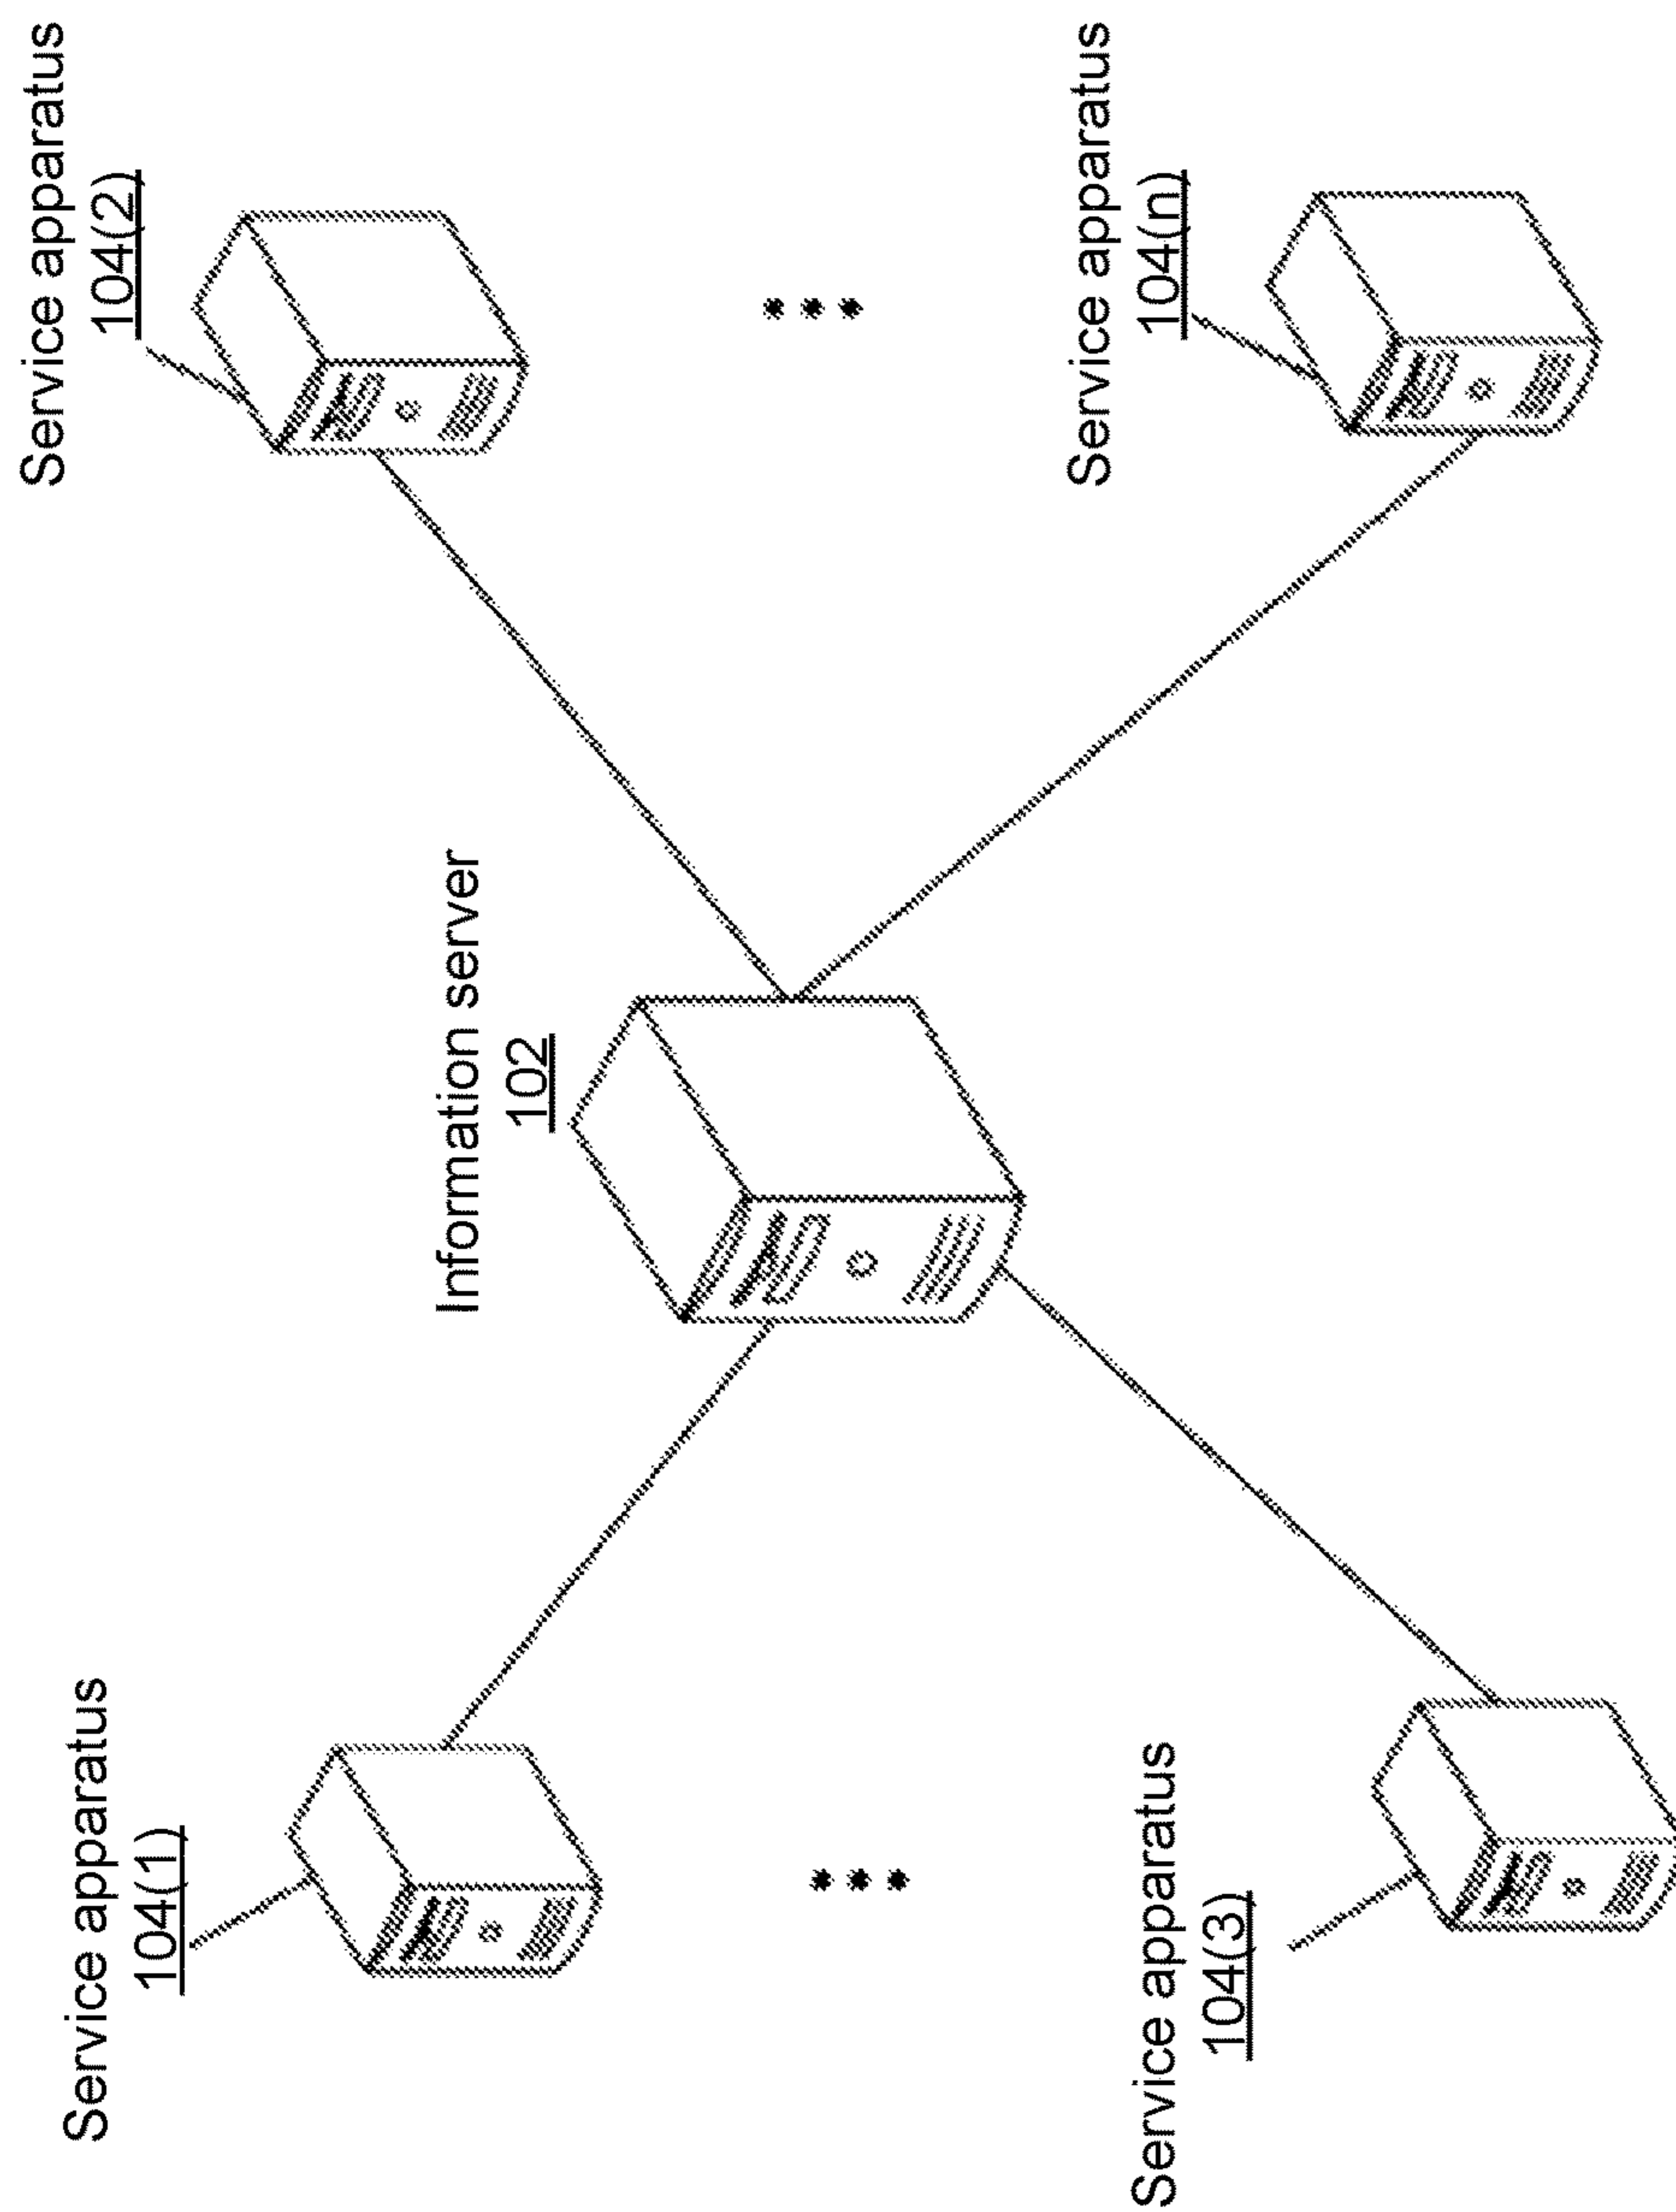 Service apparatus
104(1)
Information server
102
Service apparatus
104(2)
Service apparatus
104(3)
Service apparatus
104(n)